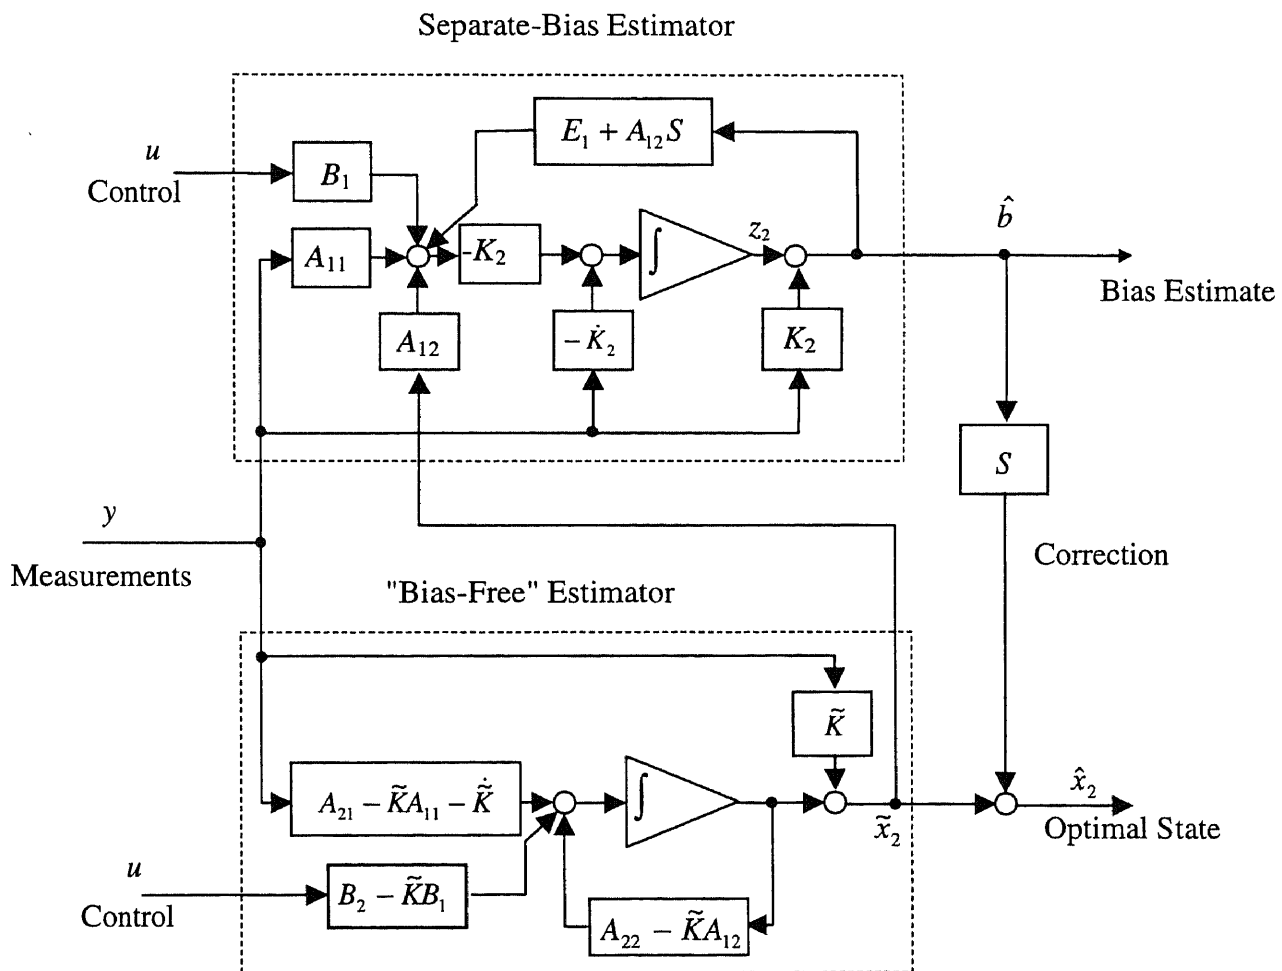 Separate-Bias Estimator
E₁ + A₁₂S
u
Control
B₁
b̂
z₂
A₁₁
-K₂
∫
Bias Estimate
A₁₂
- K̇₂
K₂
S
y
Measurements
Correction
"Bias-Free" Estimator
K̃
A₂₁ - K̃A₁₁ - K̃̇
∫
x̂₂
x̃₂
Optimal State
u
Control
B₂ - K̃B₁
A₂₂ - K̃A₁₂